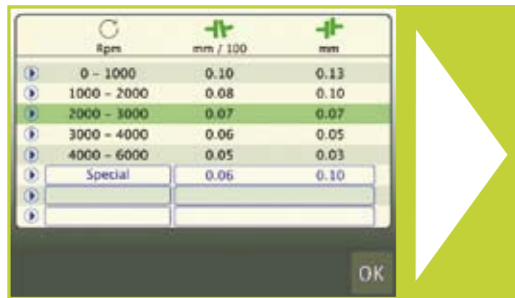 Rpm mm / 100 mm
0 - 1000 0.10 0.13
1000 - 2000 0.08 0.10
2000 - 3000 0.07 0.07
3000 - 4000 0.06 0.05
4000 - 6000 0.05 0.03
Special 0.06 0.10
OK